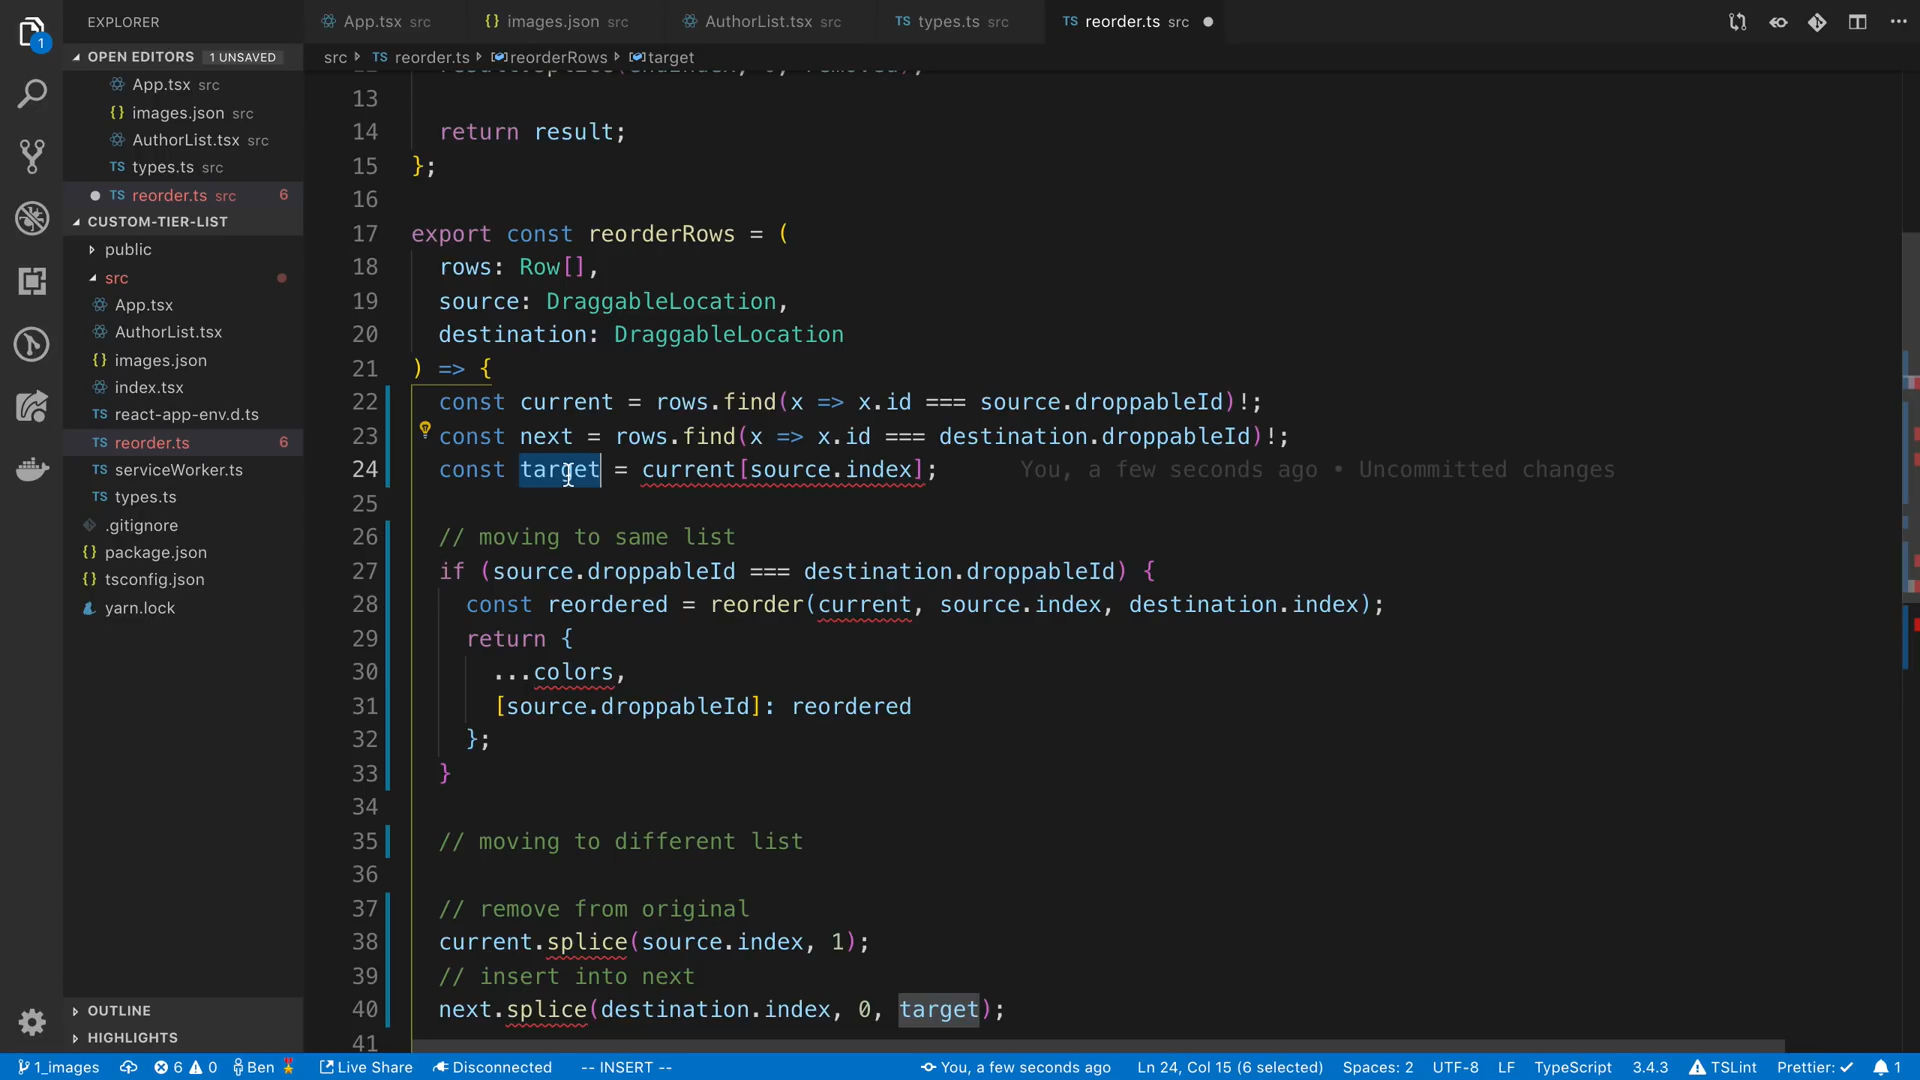 EXPLORER
App.tsx src
images.json src
AuthorList.tsx src
types.ts src
TS reorder.ts src
OPEN EDITORS 1 UNSAVED
src TS reorder.ts reorderRows target
App.tsx src
images.json src
AuthorList.tsx src
TS types.ts src
TS reorder.ts src 6
CUSTOM-TIER-LIST
public
src
App.tsx
AuthorList.tsx
{} images.json
index.tsx
TS react-app-env.d.ts
TS reorder.ts 6
TS serviceWorker.ts
TS types.ts
.gitignore
{} package.json
{} tsconfig.json
yarn.lock
OUTLINE
HIGHLIGHTS
13
14 return result;
15 };
16
17 export const reorderRows = (
18 rows: Row[],
19 source: DraggableLocation,
20 destination: DraggableLocation
21 ) => {
22 const current = rows.find(x => x.id === source.droppableId)!;
23 const next = rows.find(x => x.id === destination.droppableId)!;
24 const target = current[source.index]; You, a few seconds ago • Uncommitted changes
25
26 // moving to same list
27 if (source.droppableId === destination.droppableId) {
28 const reordered = reorder(current, source.index, destination.index);
29 return {
30 ...colors,
31 [source.droppableId]: reordered
32 };
33 }
34
35 // moving to different list
36
37 // remove from original
38 current.splice(source.index, 1);
39 // insert into next
40 next.splice(destination.index, 0, target);
41
1_images 6 0 Ben Live Share Disconnected -- INSERT -- You, a few seconds ago Ln 24, Col 15 (6 selected) Spaces: 2 UTF-8 LF TypeScript 3.4.3 TSLint Prettier: ✓ 1